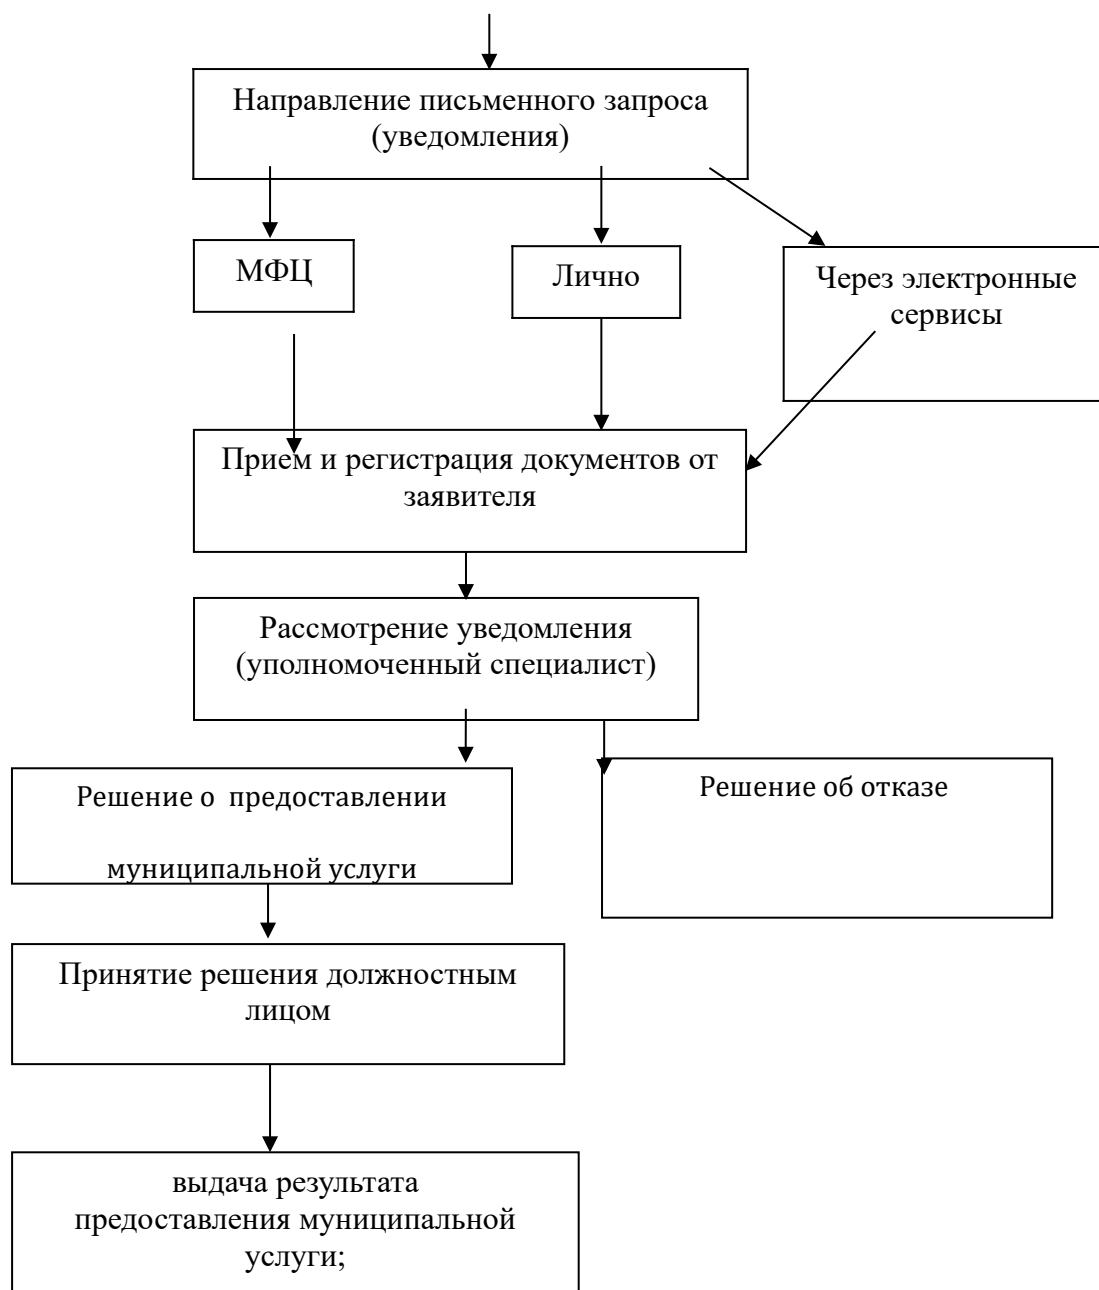 Направление письменного запроса
(уведомления)
МФЦ
Лично
Через электронные
сервисы
Прием и регистрация документов от
заявителя
Рассмотрение уведомления
(уполномоченный специалист)
Решение о предоставлении
муниципальной услуги
Решение об отказе
Принятие решения должностным
лицом
выдача результата
предоставления муниципальной
услуги;